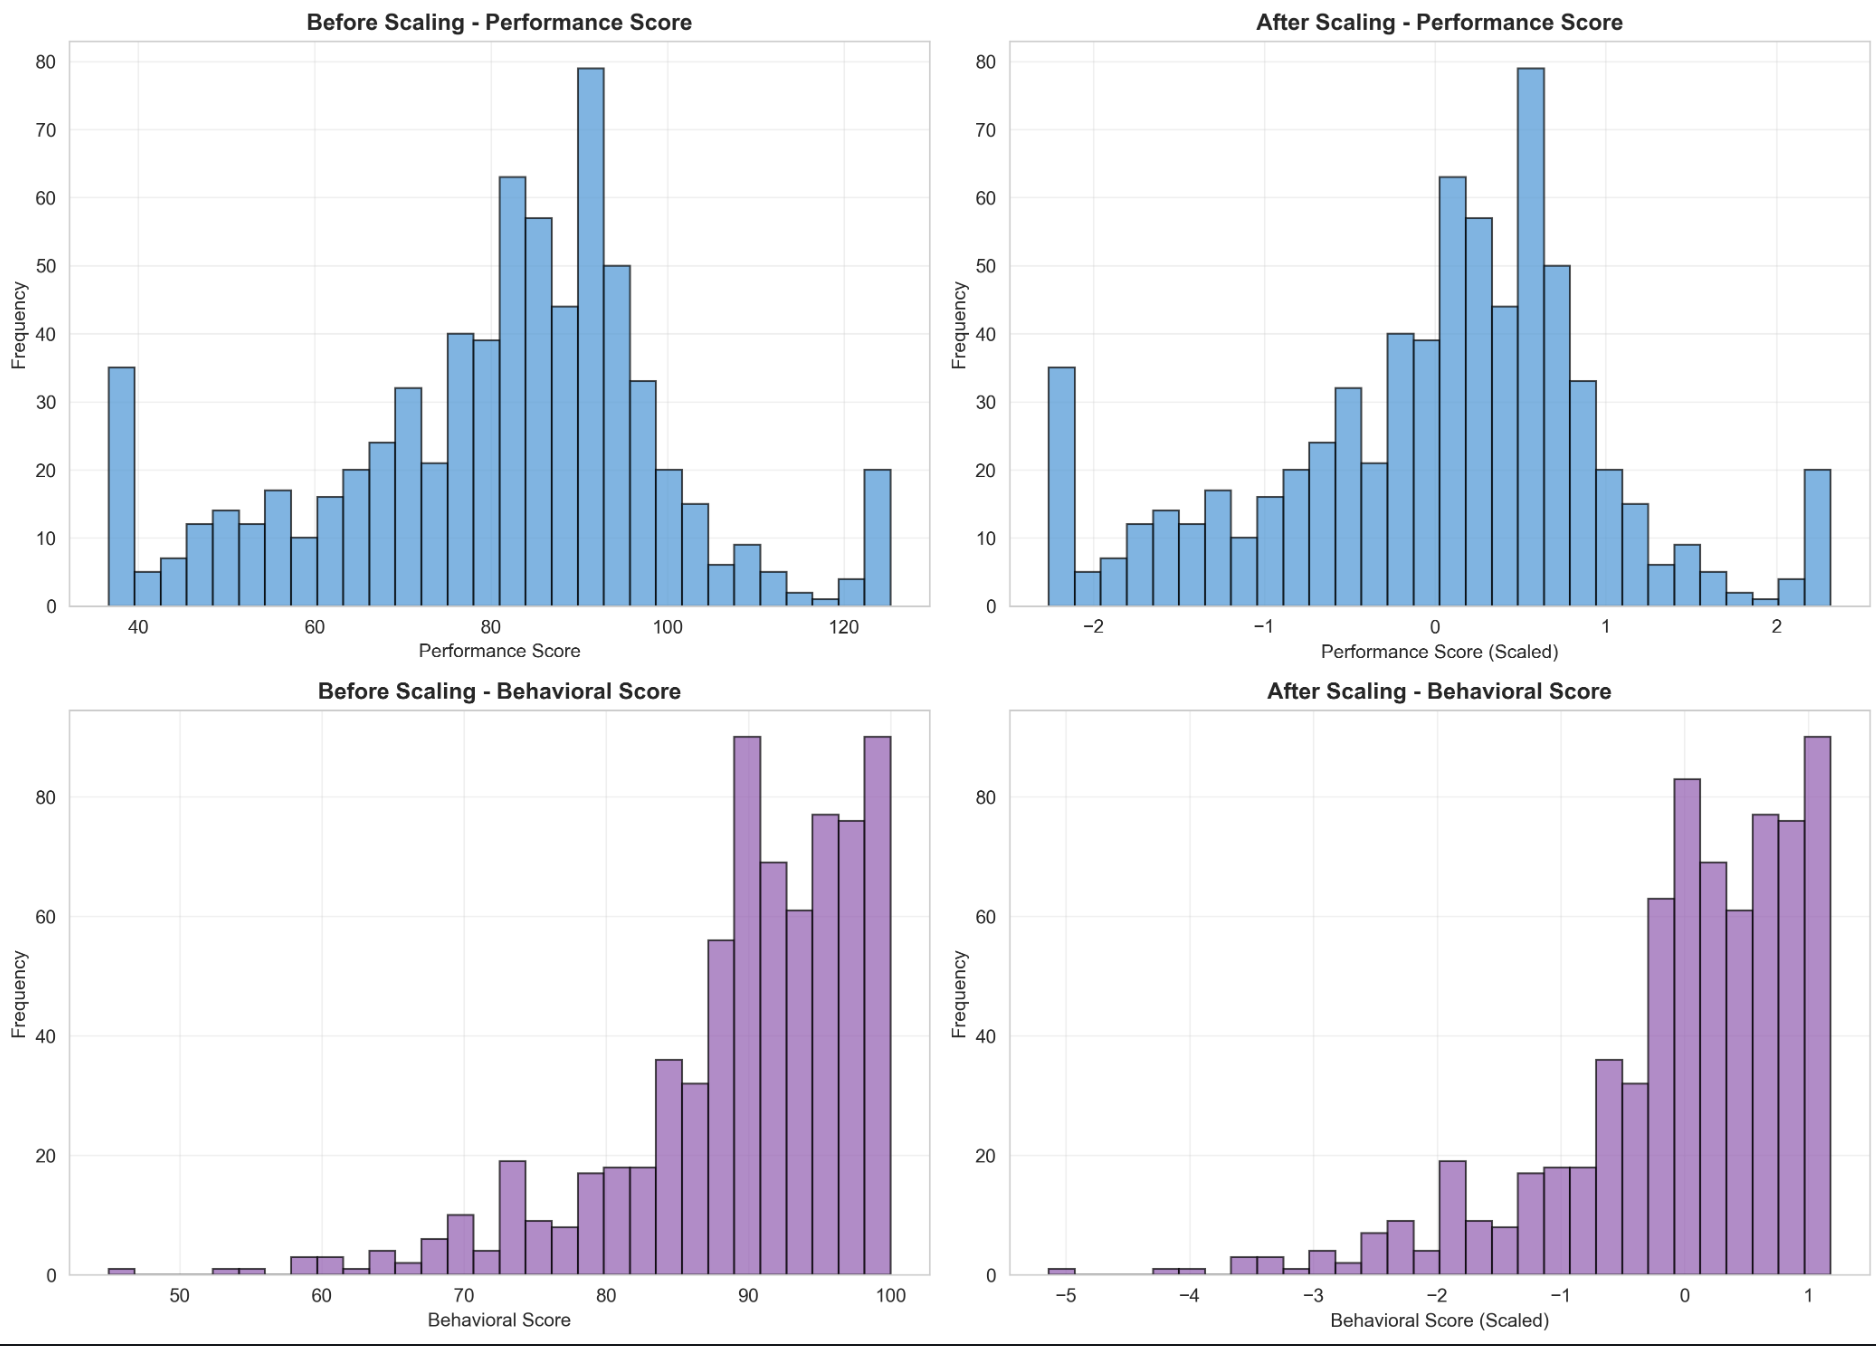 Before Scaling - Performance Score
80
70
60
50
40
30
20
10
0
Frequency
40 60 80 100 120
Performance Score
After Scaling - Performance Score
80
70
60
50
40
30
20
10
0
Frequency
−2 −1 0 1 2
Performance Score (Scaled)
Before Scaling - Behavioral Score
80
60
40
20
0
Frequency
50 60 70 80 90 100
Behavioral Score
After Scaling - Behavioral Score
80
60
40
20
0
Frequency
−5 −4 −3 −2 −1 0 1
Behavioral Score (Scaled)